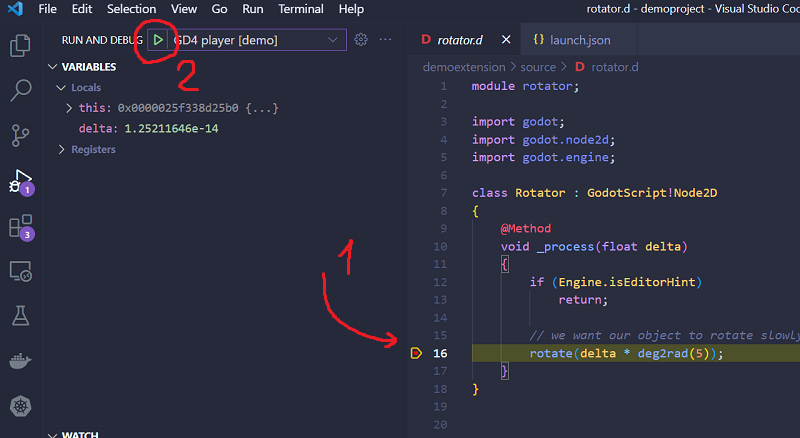 File Edit Selection View Go Run Terminal Help rotator.d - demoproject - Visual Studio Cod
RUN AND DEBUG GD4 player [demo] ...
2
VARIABLES
Locals
this: 0x0000025f338d25b0 {...}
delta: 1.25211646e-14
Registers
1
3
1
WATCH
D rotator.d {} launch.json
demoextension > source > D rotator.d
1 module rotator;
2
3 import godot;
4 import godot.node2d;
5 import godot.engine;
6
7 class Rotator : GodotScript!Node2D
8 {
9 @Method
10 void _process(float delta)
11 {
12 if (Engine.isEditorHint)
13 return;
14
15 // we want our object to rotate slowly
16 rotate(delta * deg2rad(5));
17 }
18 }
19
20